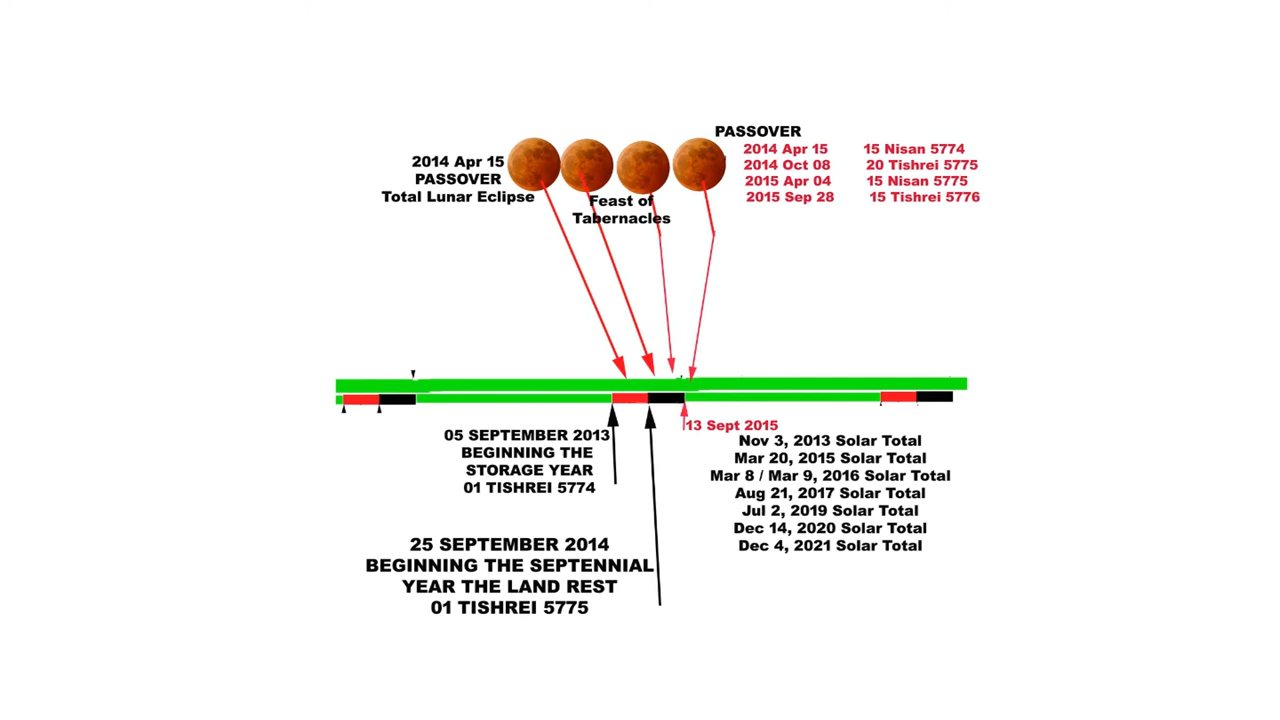 PASSOVER
2014 Apr 15 15 Nisan 5774
2014 Oct 08 20 Tishrei 5775
2015 Apr 04 15 Nisan 5775
2015 Sep 28 15 Tishrei 5776
2014 Apr 15
PASSOVER
Total Lunar Eclipse
Feast of
Tabernacles
13 Sept 2015
05 SEPTEMBER 2013
BEGINNING THE
STORAGE YEAR
01 TISHREI 5774
Nov 3, 2013 Solar Total
Mar 20, 2015 Solar Total
Mar 8 / Mar 9, 2016 Solar Total
Aug 21, 2017 Solar Total
Jul 2, 2019 Solar Total
Dec 14, 2020 Solar Total
Dec 4, 2021 Solar Total
25 SEPTEMBER 2014
BEGINNING THE SEPTENNIAL
YEAR THE LAND REST
01 TISHREI 5775